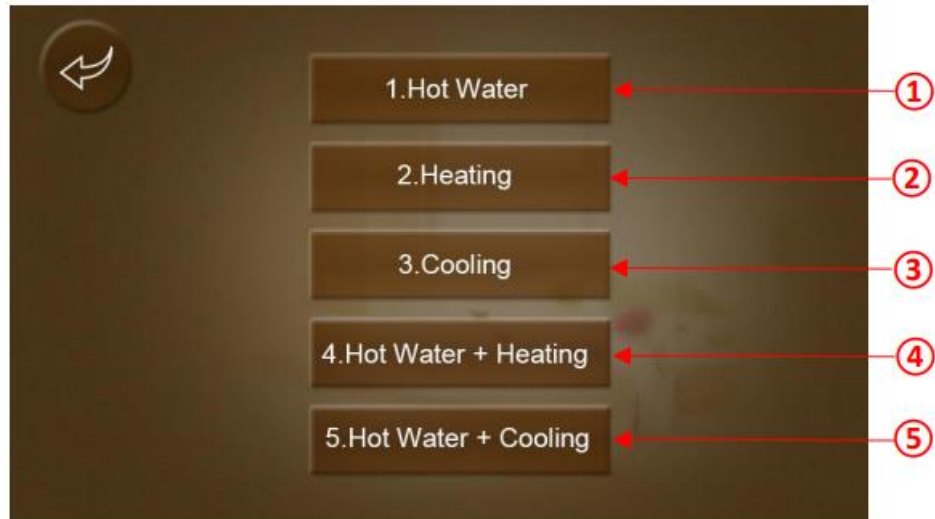 1.Hot Water
①
2.Heating
②
3.Cooling
③
4.Hot Water + Heating
④
5.Hot Water + Cooling
⑤